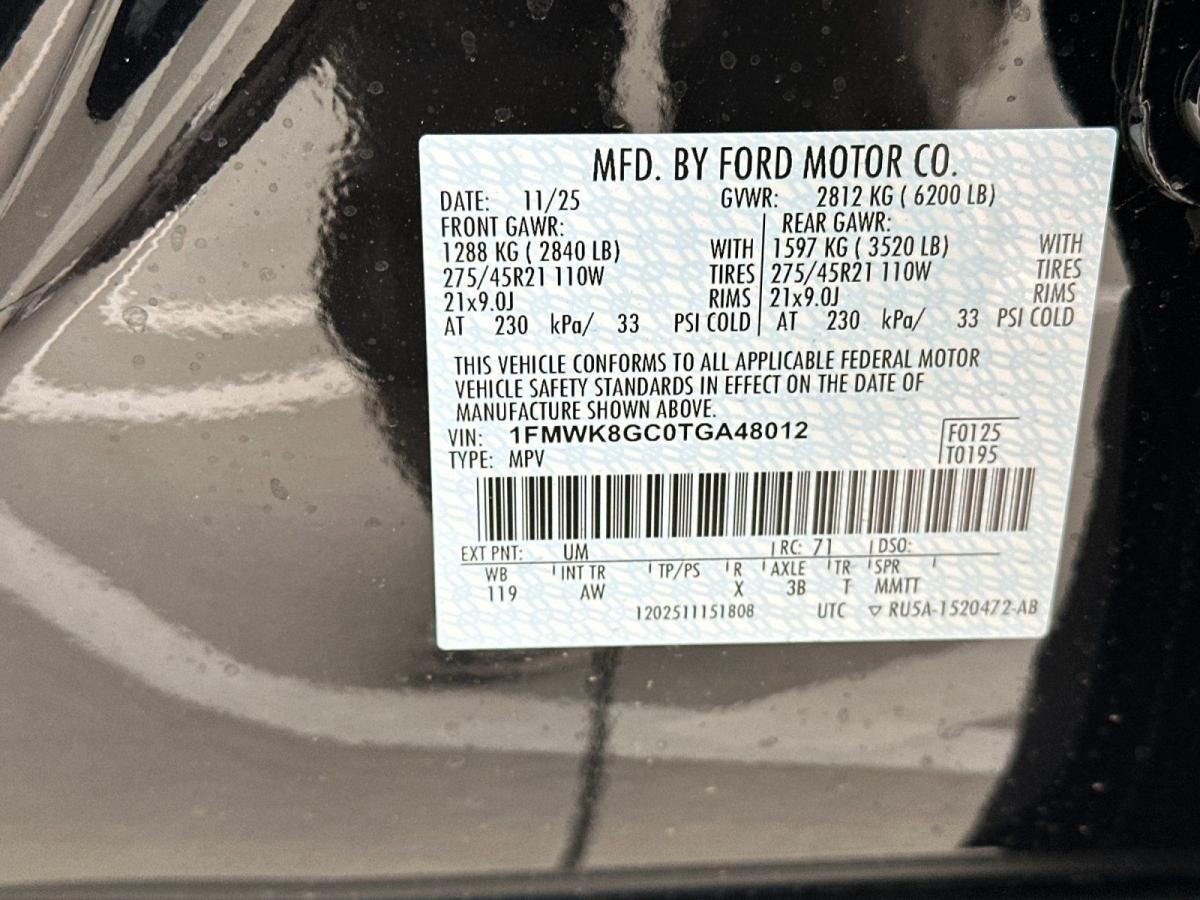 MFD. BY FORD MOTOR CO.
DATE: 11/25 GVWR: 2812 KG ( 6200 LB)
FRONT GAWR: REAR GAWR:
1288 KG ( 2840 LB) WITH 1597 KG ( 3520 LB) WITH
275/45R21 110W TIRES 275/45R21 110W TIRES
21x9.0J RIMS 21x9.0J RIMS
AT 230 kPa/ 33 PSI COLD AT 230 kPa/ 33 PSI COLD
THIS VEHICLE CONFORMS TO ALL APPLICABLE FEDERAL MOTOR
VEHICLE SAFETY STANDARDS IN EFFECT ON THE DATE OF
MANUFACTURE SHOWN ABOVE.
VIN: 1FMWK8GC0TGA48012 F0125
TYPE: MPV T0195
EXT PNT: UM RC: 71 DSO:
WB INT TR TP/PS R AXLE TR SPR
119 AW X 3B T MMTT
1202511151808 UTC ▽ RU5A-1520472-AB